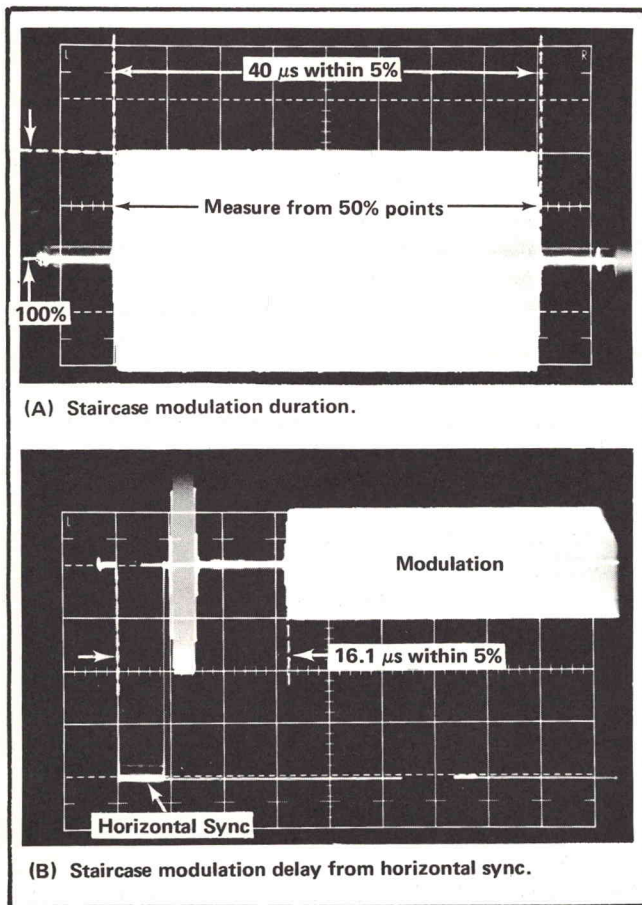 L
R
40 μs within 5%
Measure from 50% points
100%
(A) Staircase modulation duration.
L
Modulation
16.1 μs within 5%
Horizontal Sync
(B) Staircase modulation delay from horizontal sync.